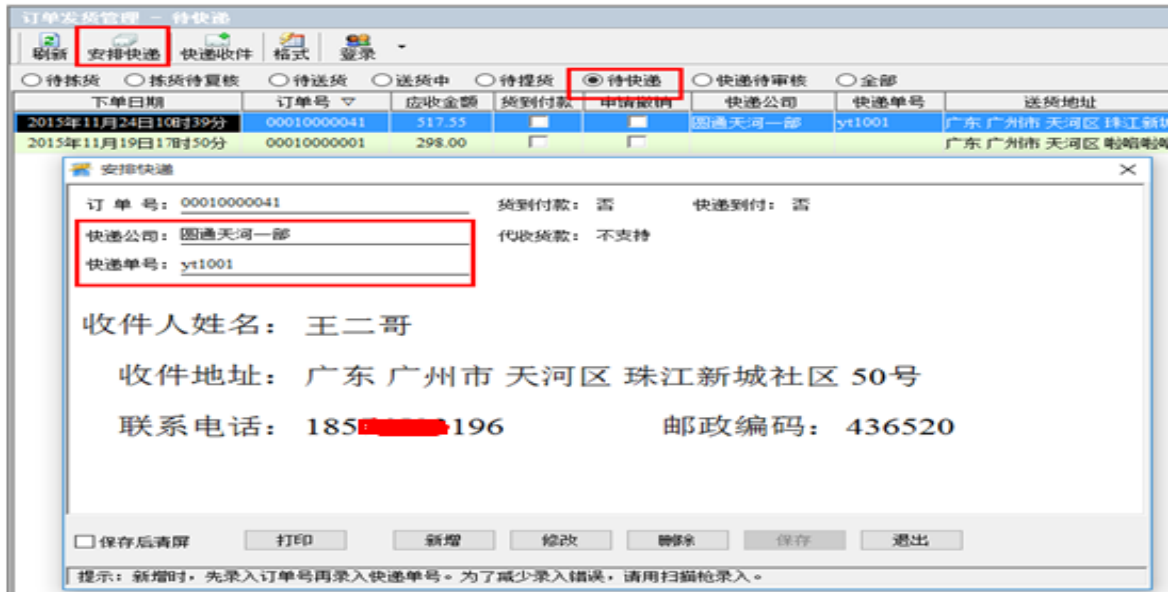 订单发货管理 - 待快递
刷新 安排快递 快递收件 格式 登录
待拣货 拣货待复核 待送货 送货中 待提货 待快递 快递待审核 全部
下单日期 订单号 应收金额 货到付款 申请撤销 快递公司 快递单号 送货地址
2015年11月24日10时39分 00010000041 517.55 圆通天河一部 yt1001 广东 广州市 天河区 珠江新城
2015年11月19日17时50分 00010000001 298.00 广东 广州市 天河区
安排快递
订 单 号: 00010000041 货到付款: 否 快递到付: 否
快递公司: 圆通天河一部 代收货款: 不支持
快递单号: yt1001
收件人姓名: 王二哥
收件地址: 广东 广州市 天河区 珠江新城社区 50号
联系电话: 185 196 邮政编码: 436520
保存后清屏 打印 新增 修改 删除 保存 退出
提示: 新增时, 先录入订单号再录入快递单号。为了减少录入错误, 请用扫描枪录入。